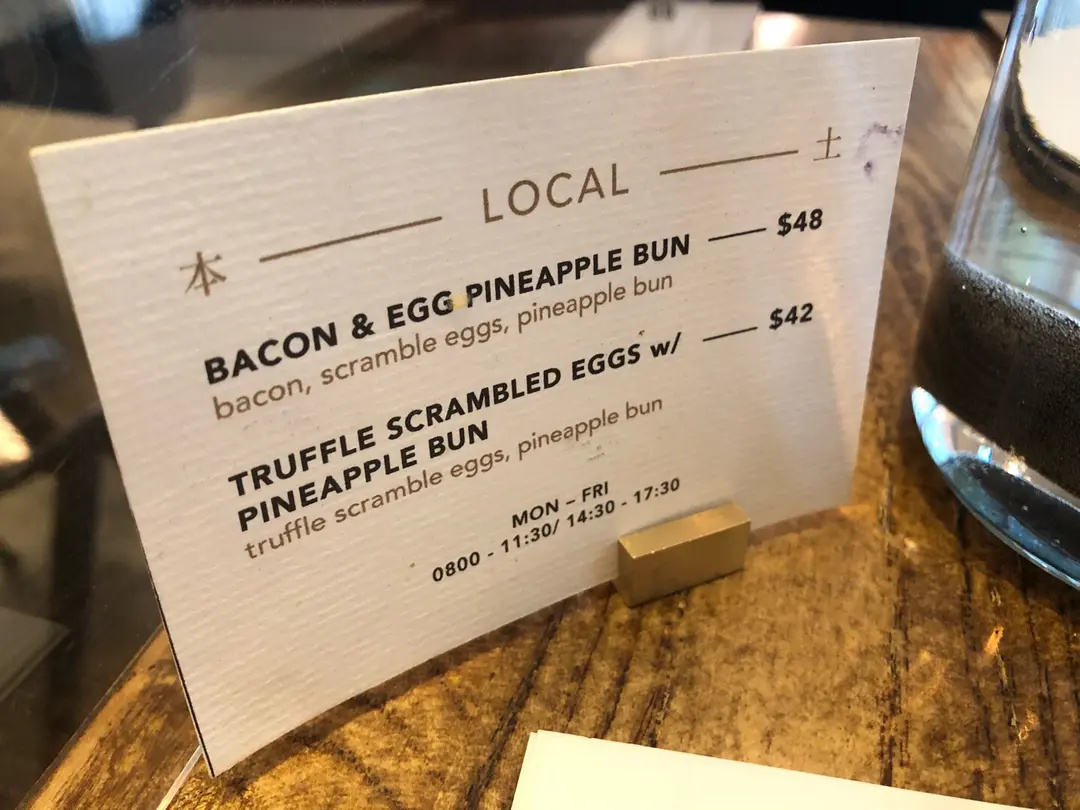 本 LOCAL 土
BACON & EGG PINEAPPLE BUN $48
bacon, scramble eggs, pineapple bun
TRUFFLE SCRAMBLED EGGS w/ $42
PINEAPPLE BUN
truffle scramble eggs, pineapple bun
MON – FRI
0800 - 11:30/ 14:30 - 17:30